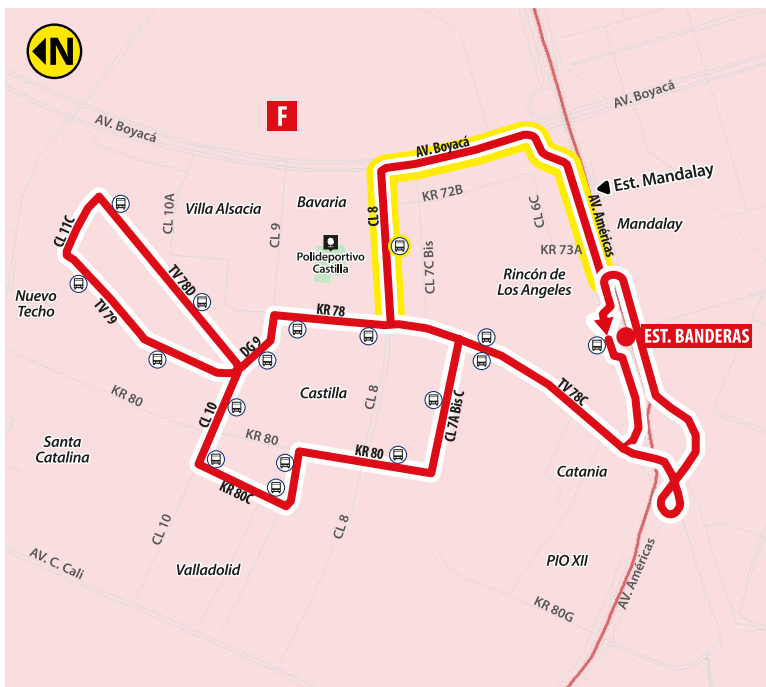 N
F
AV. Boyacá
AV. Boyacá
AV. Boyacá
Est. Mandalay
KR 72B
CL 10A
Villa Alsacia
Bavaria
CL 8
CL 9C
AV. Américas
Mandalay
CL 11C
CL 9
Polideportivo
Castilla
CL 7C Bis
KR 73A
Rincón de
Los Angeles
TV 78D
Nuevo
Techo
TV 79
KR 78
EST. BANDERAS
DG 9
KR 80
Castilla
CL 8
CL 7A Bis C
TV 78C
CL 10
KR 80
Santa
Catalina
KR 80
Catania
KR 80C
CL 10
CL 8
Valladolid
PIO XII
AV. C. Cali
AV. Américas
KR 80G